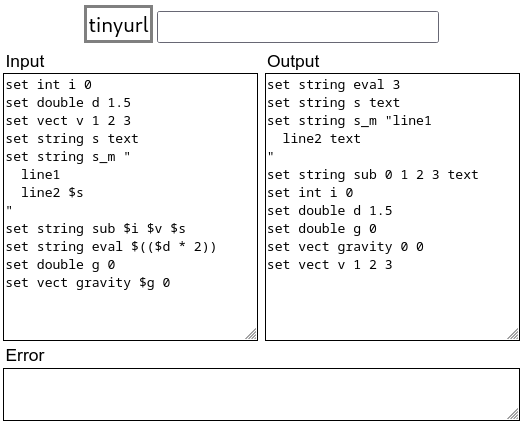 tinyurl
Input
set int i 0
set double d 1.5
set vect v 1 2 3
set string s text
set string s_m "
  line1
  line2 $s
"
set string sub $i $v $s
set string eval $(($d * 2))
set double g 0
set vect gravity $g 0
Output
set string eval 3
set string s text
set string s_m "line1
  line2 text
"
set string sub 0 1 2 3 text
set int i 0
set double d 1.5
set double g 0
set vect gravity 0 0
set vect v 1 2 3
Error